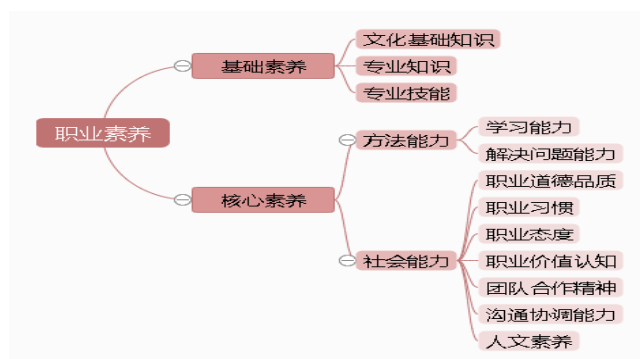 职业素养
基础素养
文化基础知识
专业知识
专业技能
核心素养
方法能力
学习能力
解决问题能力
社会能力
职业道德品质
职业习惯
职业态度
职业价值认知
团队合作精神
沟通协调能力
人文素养